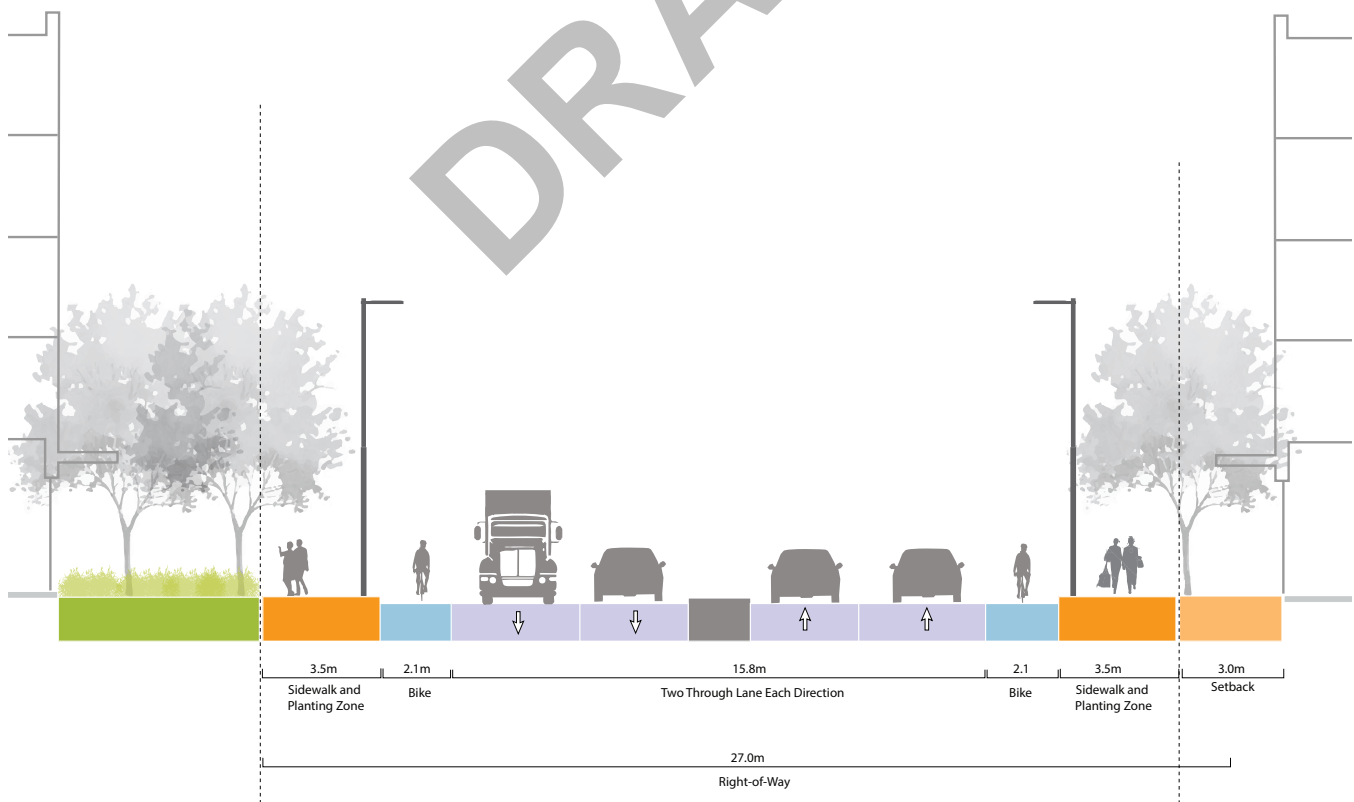 DRA
3.5m
2.1m
15.8m
2.1
3.5m
3.0m
Sidewalk and
Planting Zone
Bike
Two Through Lane Each Direction
Bike
Sidewalk and
Planting Zone
Setback
27.0m
Right-of-Way